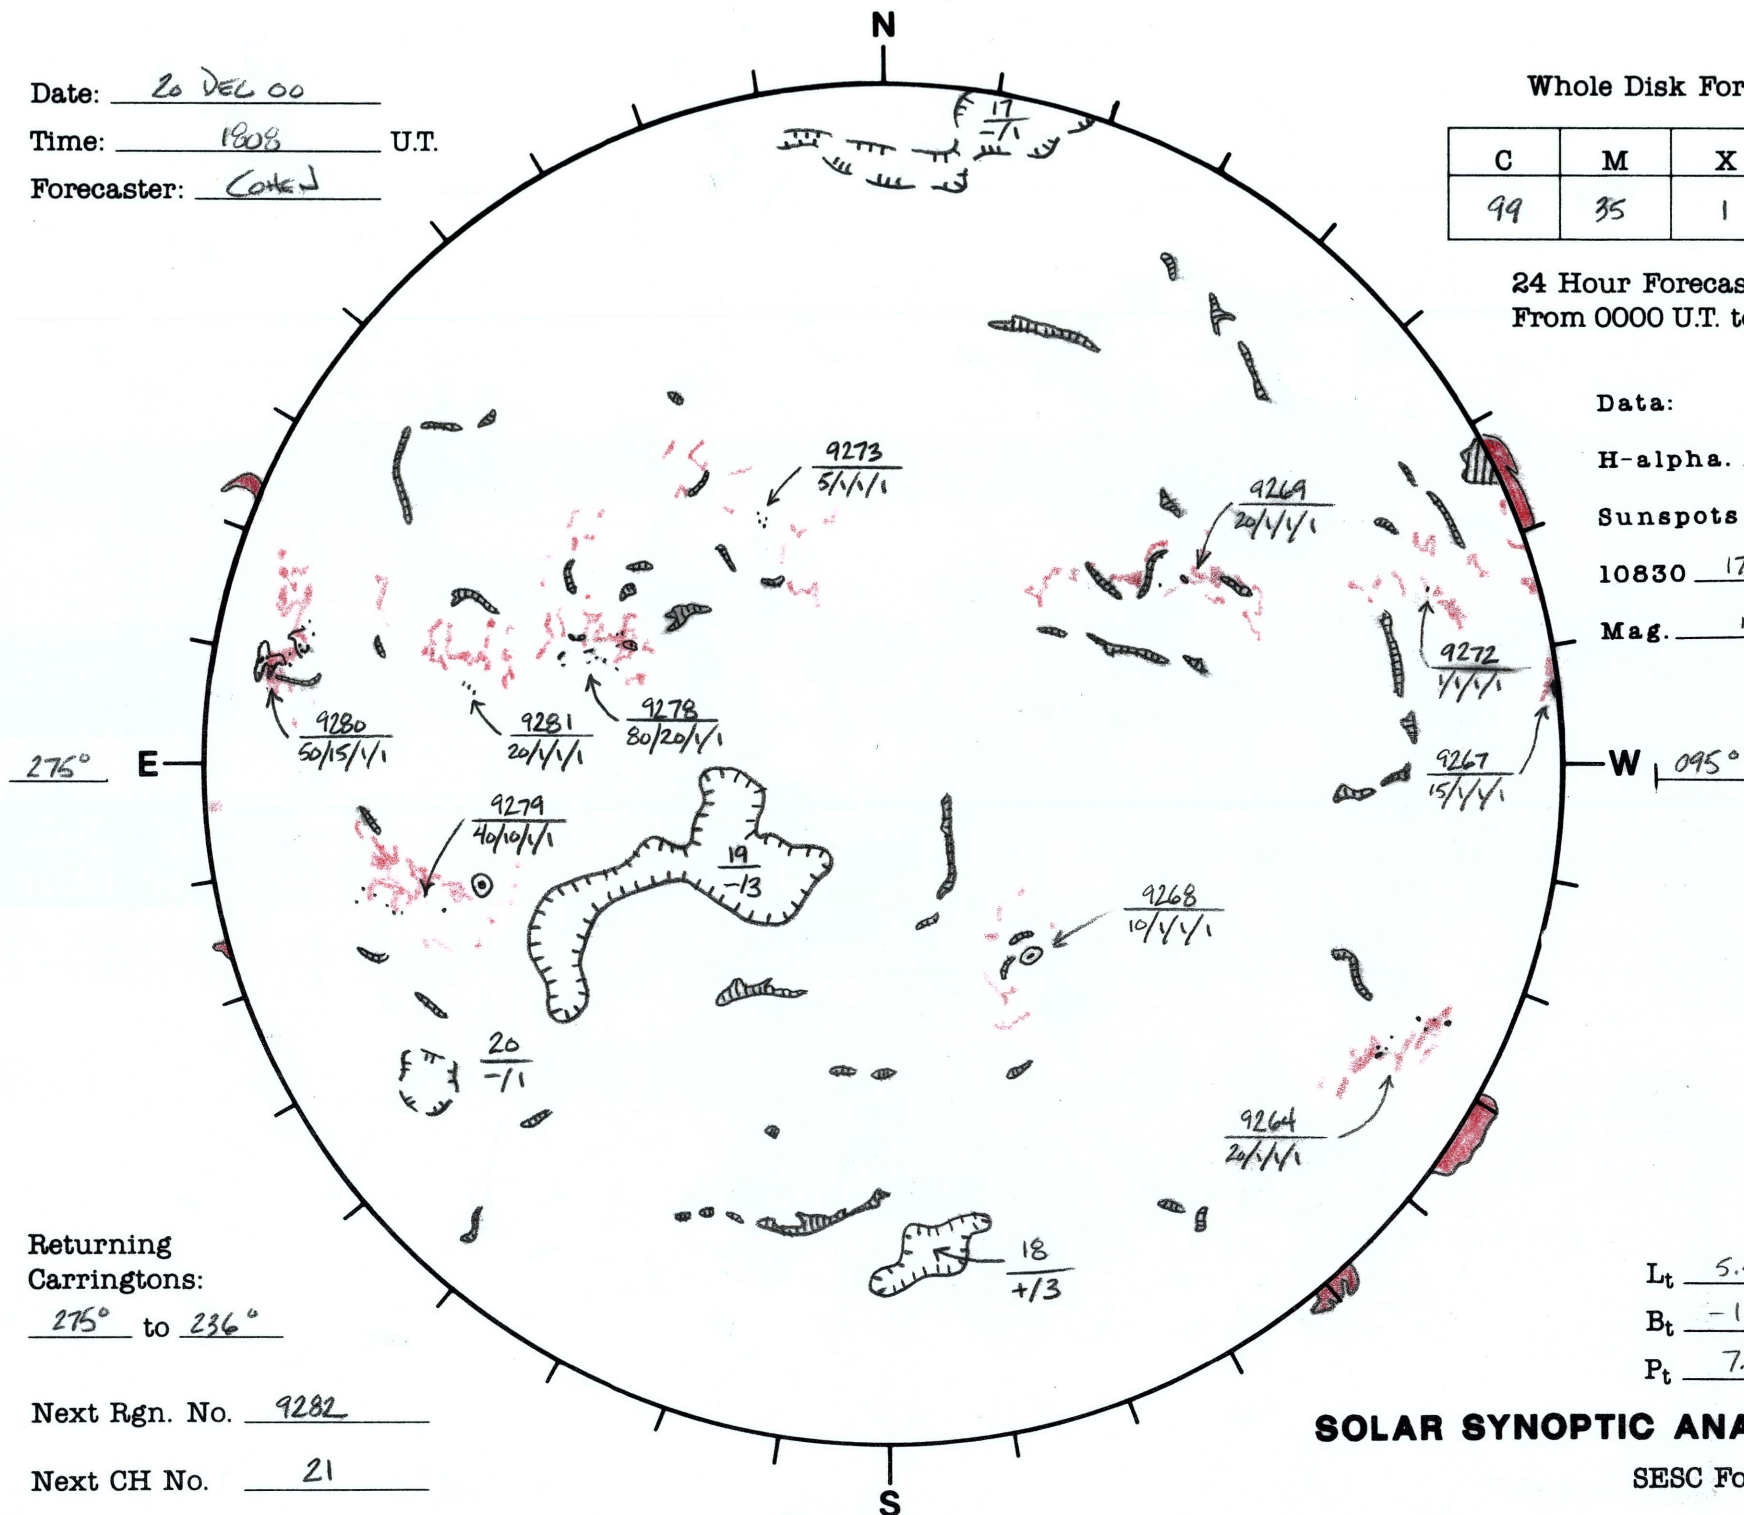 N
Date: 20 DEC 00
Time: 1808 U.T.
Forecaster: COHEN
Whole Disk For
C M X
99 35 1
24 Hour Forecas
From 0000 U.T. t
17
-/1
Data:
H-alpha.
Sunspots
10830 17
Mag.
9273
5/1/1/1
9269
20/1/1/1
9272
1/1/1/1
9280
50/15/1/1
9281
20/1/1/1
9278
80/20/1/1
9267
15/1/1/1
275° E
W 095°
9279
40/10/1/1
19
-/3
9268
10/1/1/1
20
-/1
9264
20/1/1/1
18
+/3
Returning
Carringtons:
275° to 236°
Next Rgn. No. 9282
Next CH No. 21
Lt 5.
Bt -1
Pt 7.
SOLAR SYNOPTIC ANA
SESC Fo
S